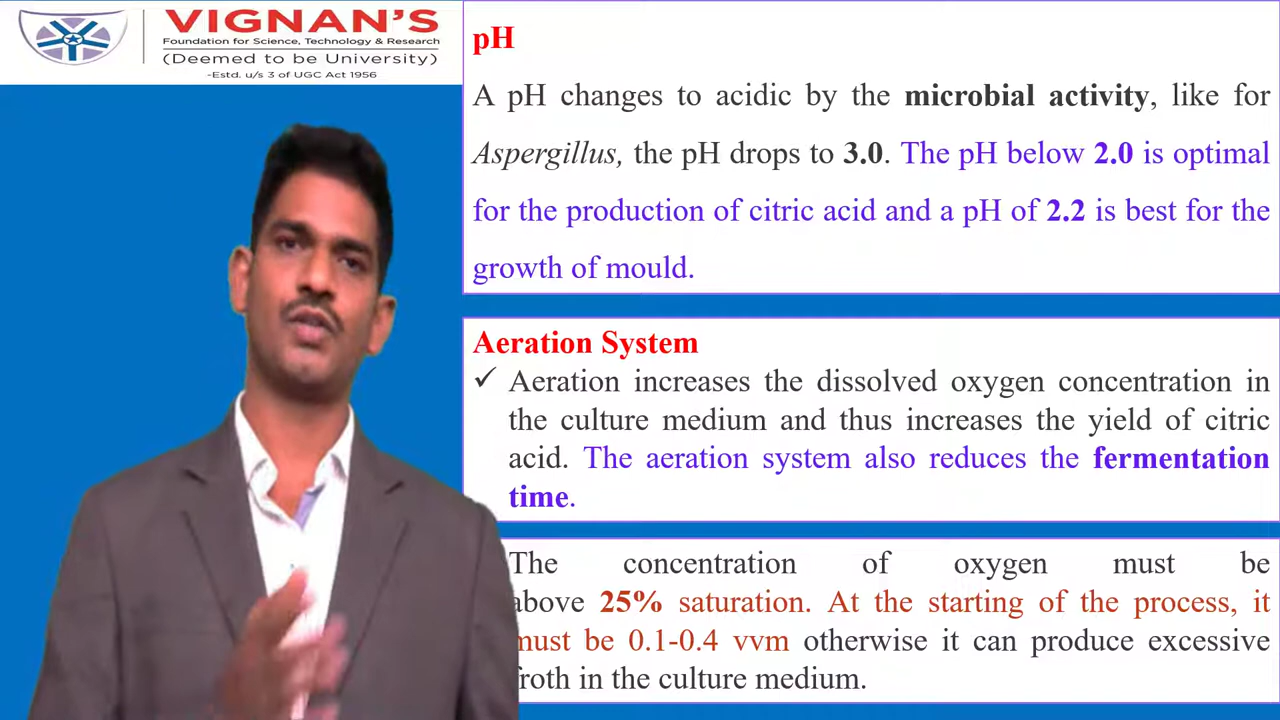 VIGNAN'S
Foundation for Science, Technology & Research
(Deemed to be University)
-Estd. u/s 3 of UGC Act 1956
pH
A pH changes to acidic by the microbial activity, like for
Aspergillus, the pH drops to 3.0. The pH below 2.0 is optimal
for the production of citric acid and a pH of 2.2 is best for the
growth of mould.
Aeration System
✓ Aeration increases the dissolved oxygen concentration in
the culture medium and thus increases the yield of citric
acid. The aeration system also reduces the fermentation
time.
The concentration of oxygen must be
above 25% saturation. At the starting of the process, it
must be 0.1-0.4 vvm otherwise it can produce excessive
froth in the culture medium.